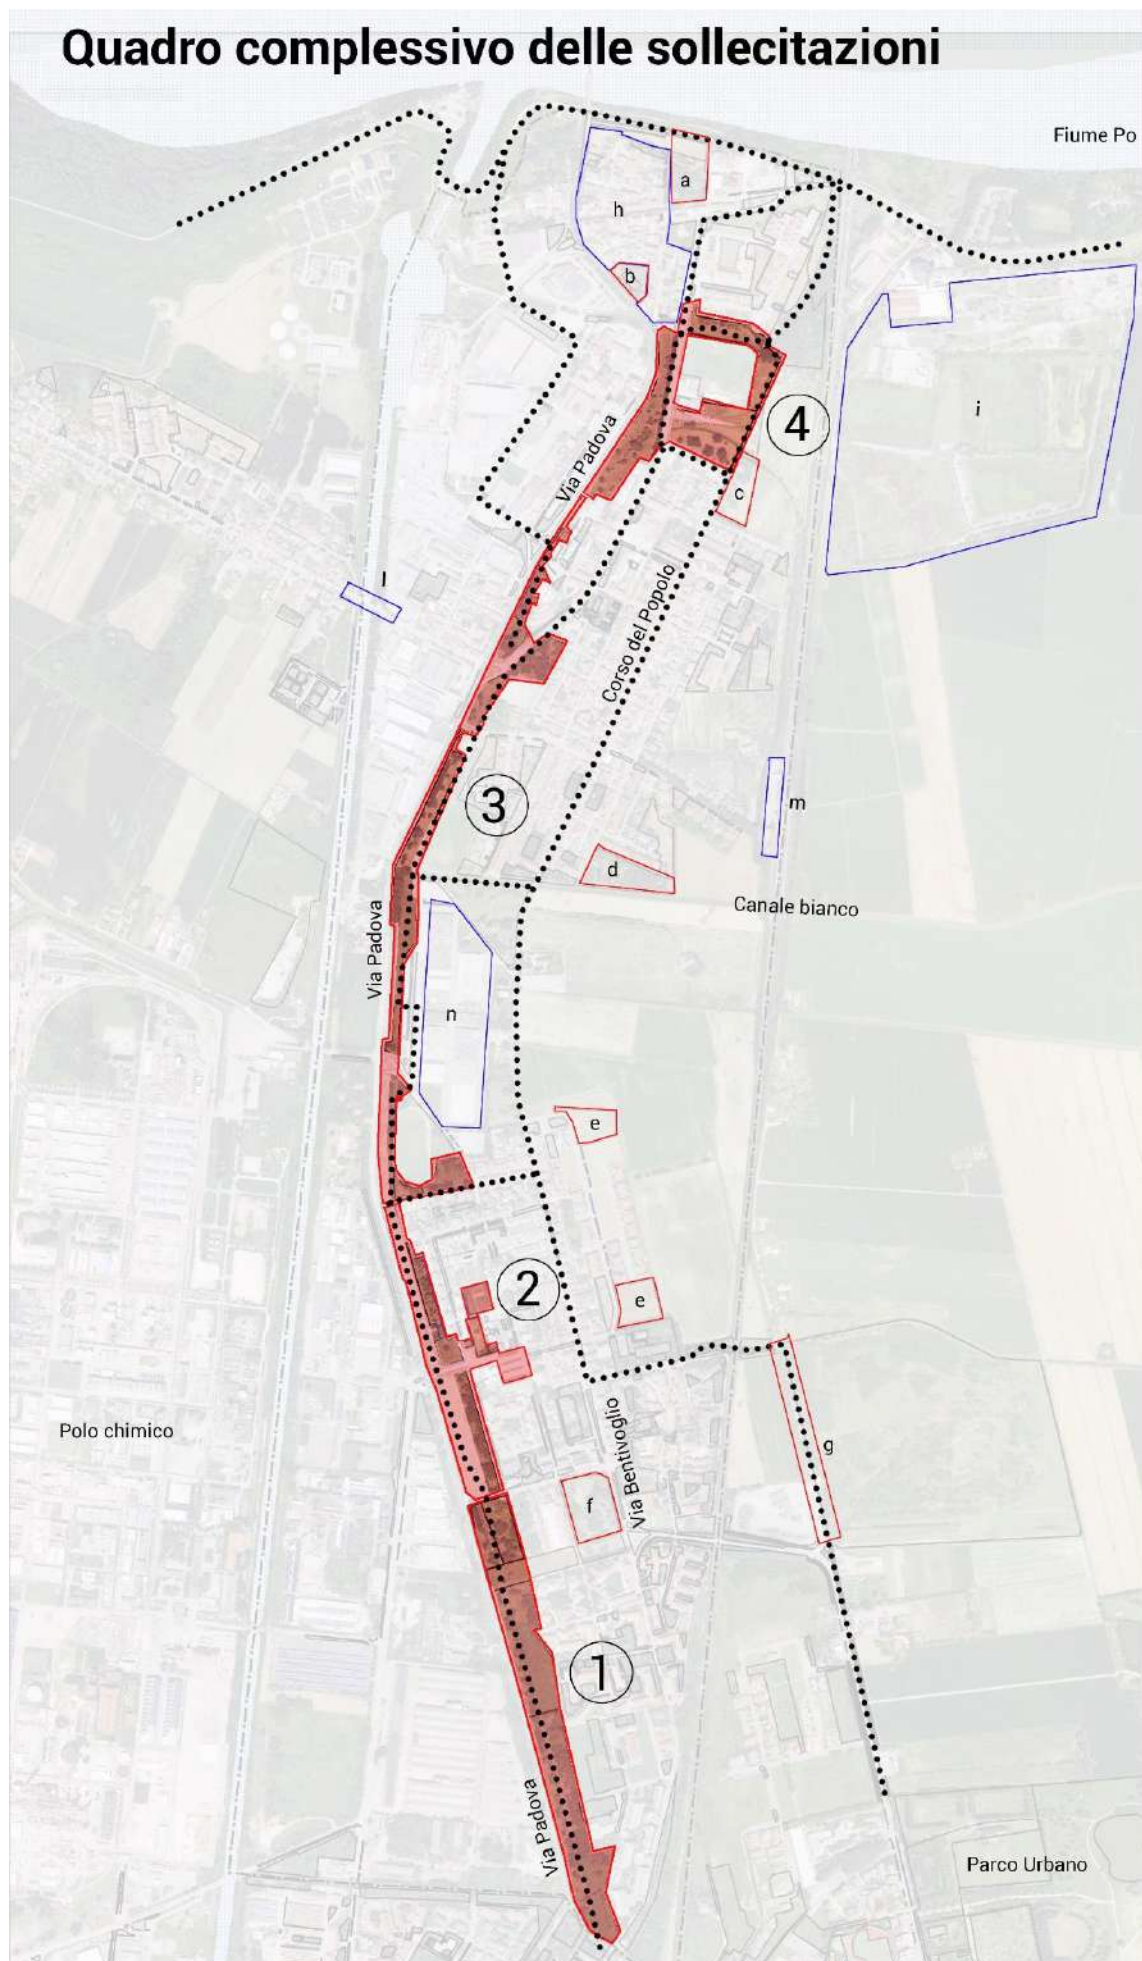 Quadro complessivo delle sollecitazioni
Fiume Po
a
h
b
i
4
Via Padova
c
l
Corso del Popolo
m
3
d
Canale bianco
Via Padova
n
e
2
e
Polo chimico
Via Bentivoglio
g
f
1
Via Padova
Parco Urbano